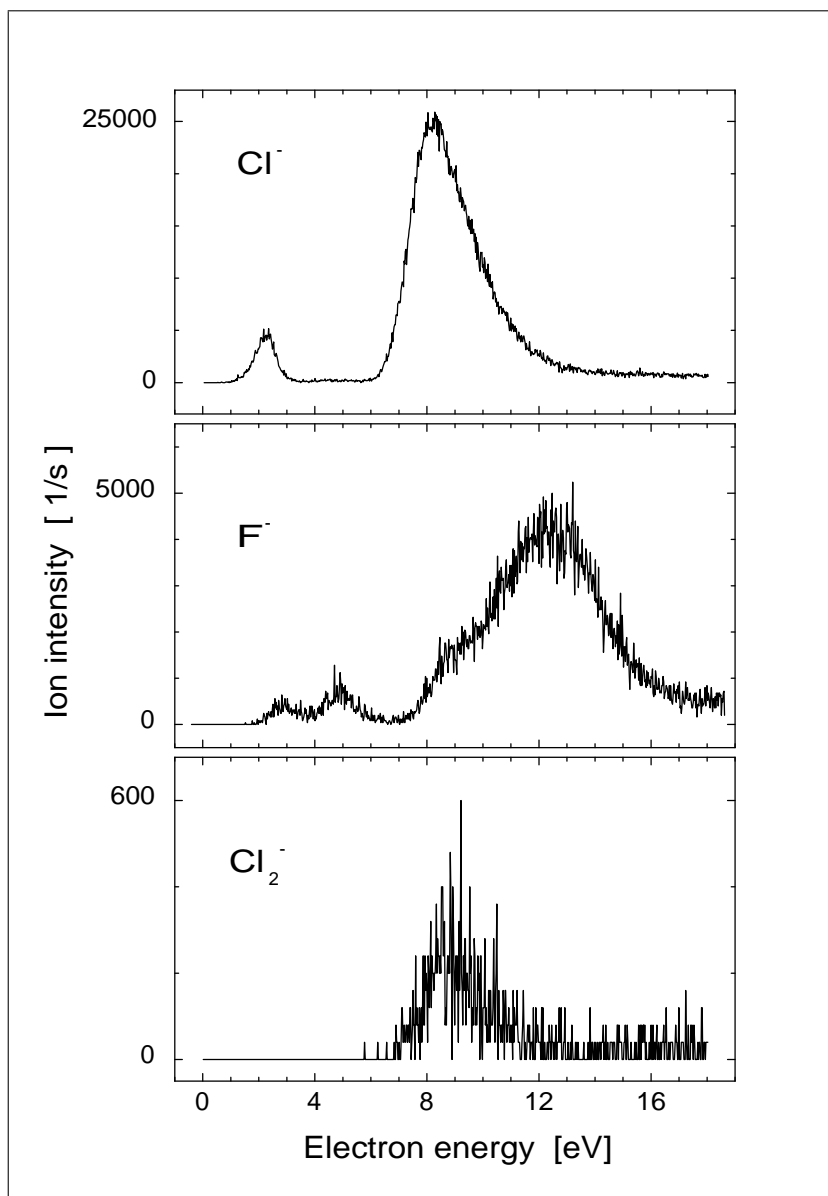 25000
Cl⁻
0
5000
F⁻
0
600
Cl₂⁻
0
0 4 8 12 16
Electron energy [eV]
Ion intensity [ 1/s ]